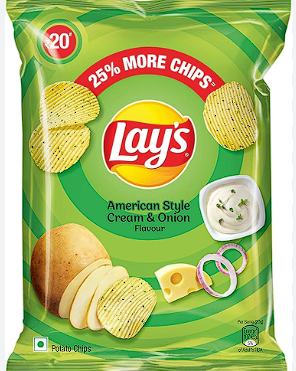 20
25% MORE CHIPS
Lay's
American Style
Cream & Onion
Flavour
Potato Chips